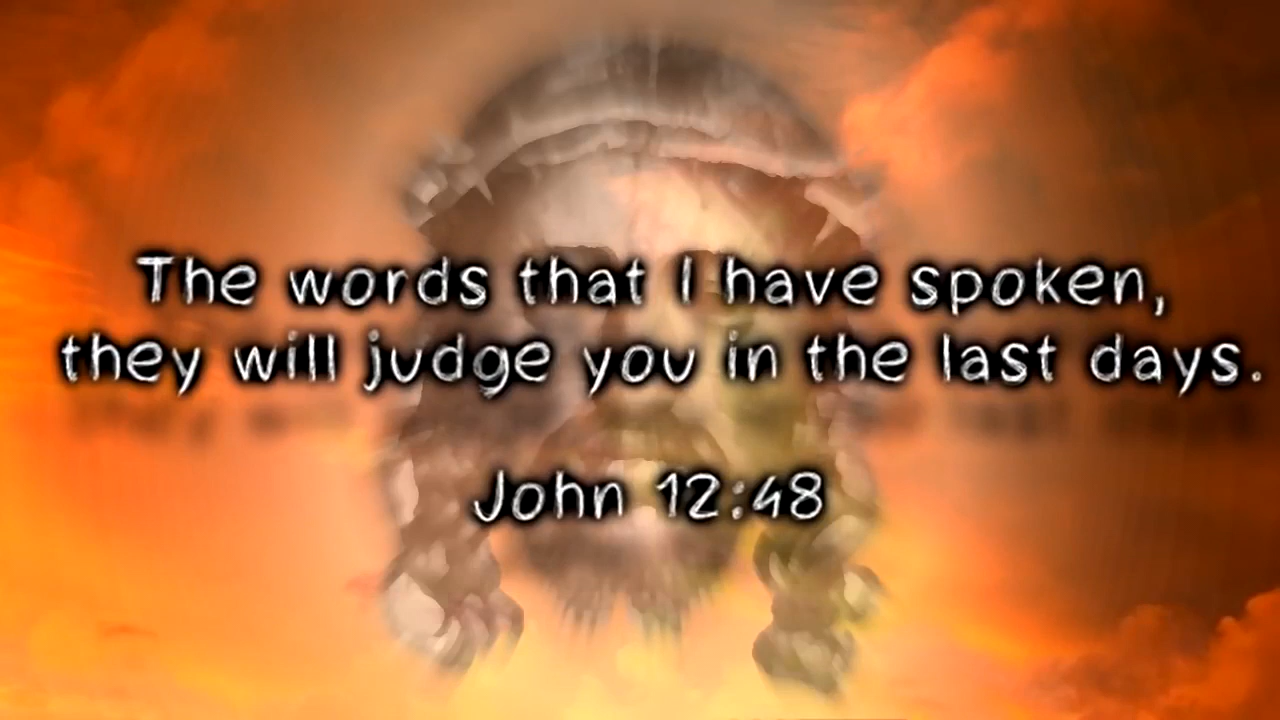 The words that I have spoken,
they will judge you in the last days.
John 12:48